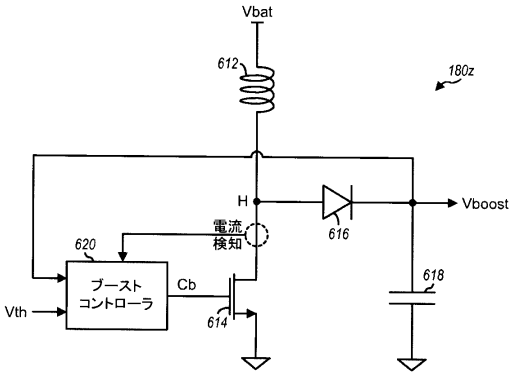 Vbat
612
180z
H
Vboost
616
電流
検知
620
ブースト
コントローラ
Cb
614
618
Vth